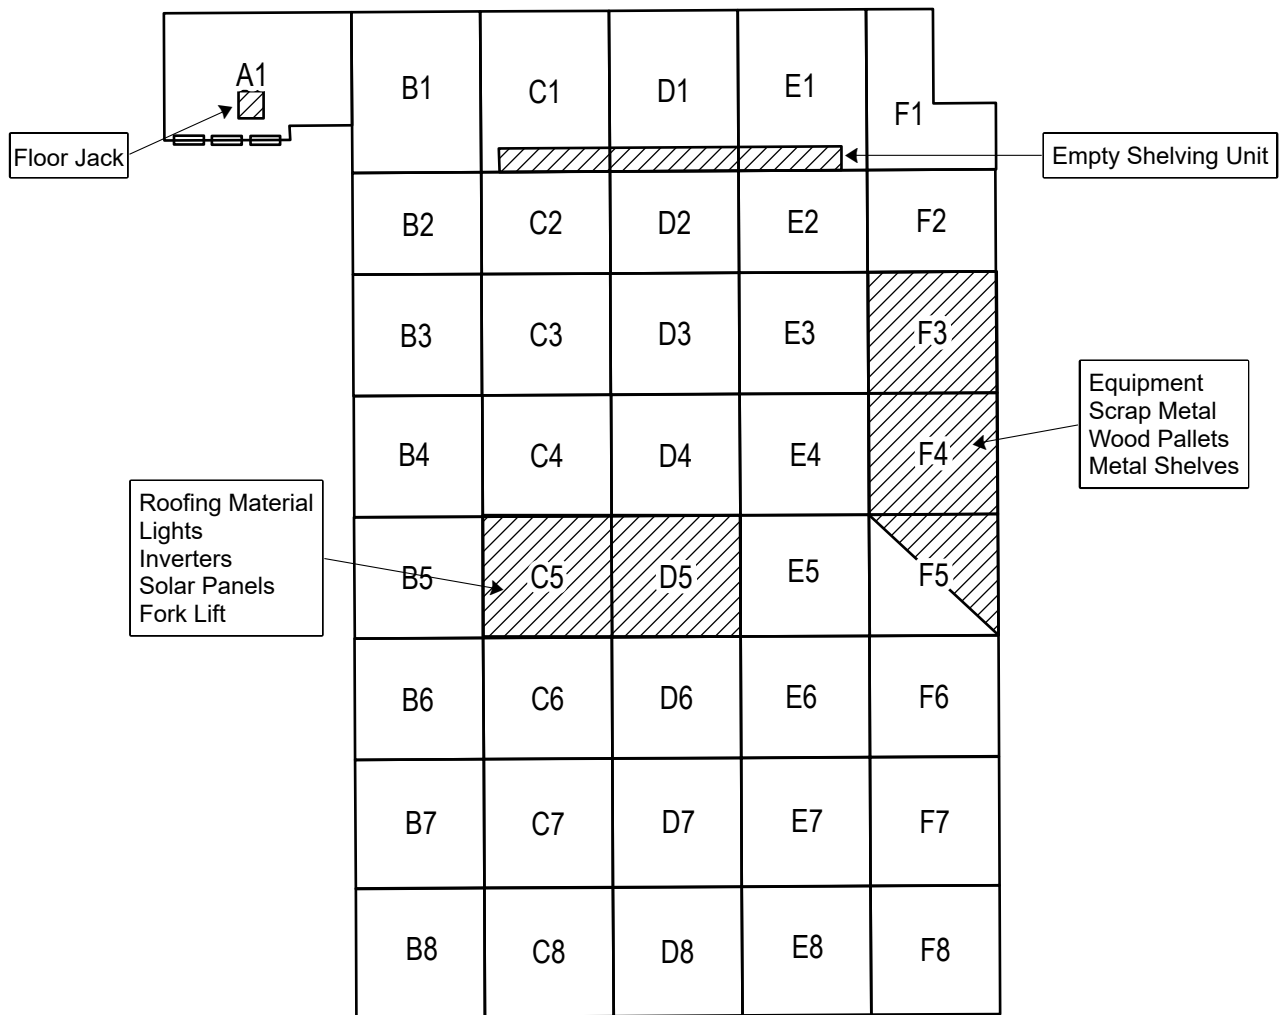 A1
B1
C1
D1
E1
F1
Floor Jack
Empty Shelving Unit
B2
C2
D2
E2
F2
B3
C3
D3
E3
F3
Equipment
Scrap Metal
Wood Pallets
Metal Shelves
B4
C4
D4
E4
F4
Roofing Material
Lights
Inverters
Solar Panels
Fork Lift
B5
C5
D5
E5
F5
B6
C6
D6
E6
F6
B7
C7
D7
E7
F7
B8
C8
D8
E8
F8